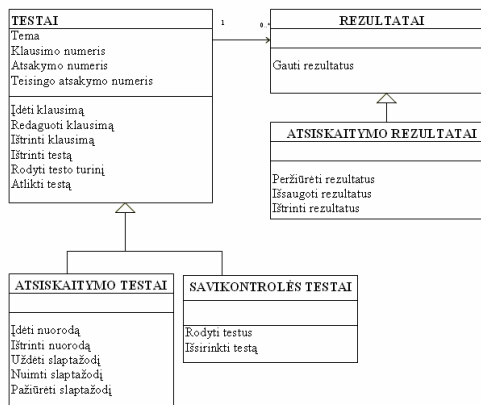 TESTAI
Tema
Klausimo numeris
Atsakymo numeris
Teisingo atsakymo numeris
Įdėti klausimą
Redaguoti klausimą
Ištrinti klausimą
Ištrinti testą
Rodyti testo turinį
Atlikti testą
1
0..
REZULTATAI
Gauti rezultatus
ATSISKAITYMO REZULTATAI
Peržiūrėti rezultatus
Išsaugoti rezultatus
Ištrinti rezultatus
ATSISKAITYMO TESTAI
Įdėti nuorodą
Ištrinti nuorodą
Uždėti slaptažodį
Nuimti slaptažodį
Pažiūrėti slaptažodį
SAVIKONTROLĖS TESTAI
Rodyti testus
Išsirinkti testą